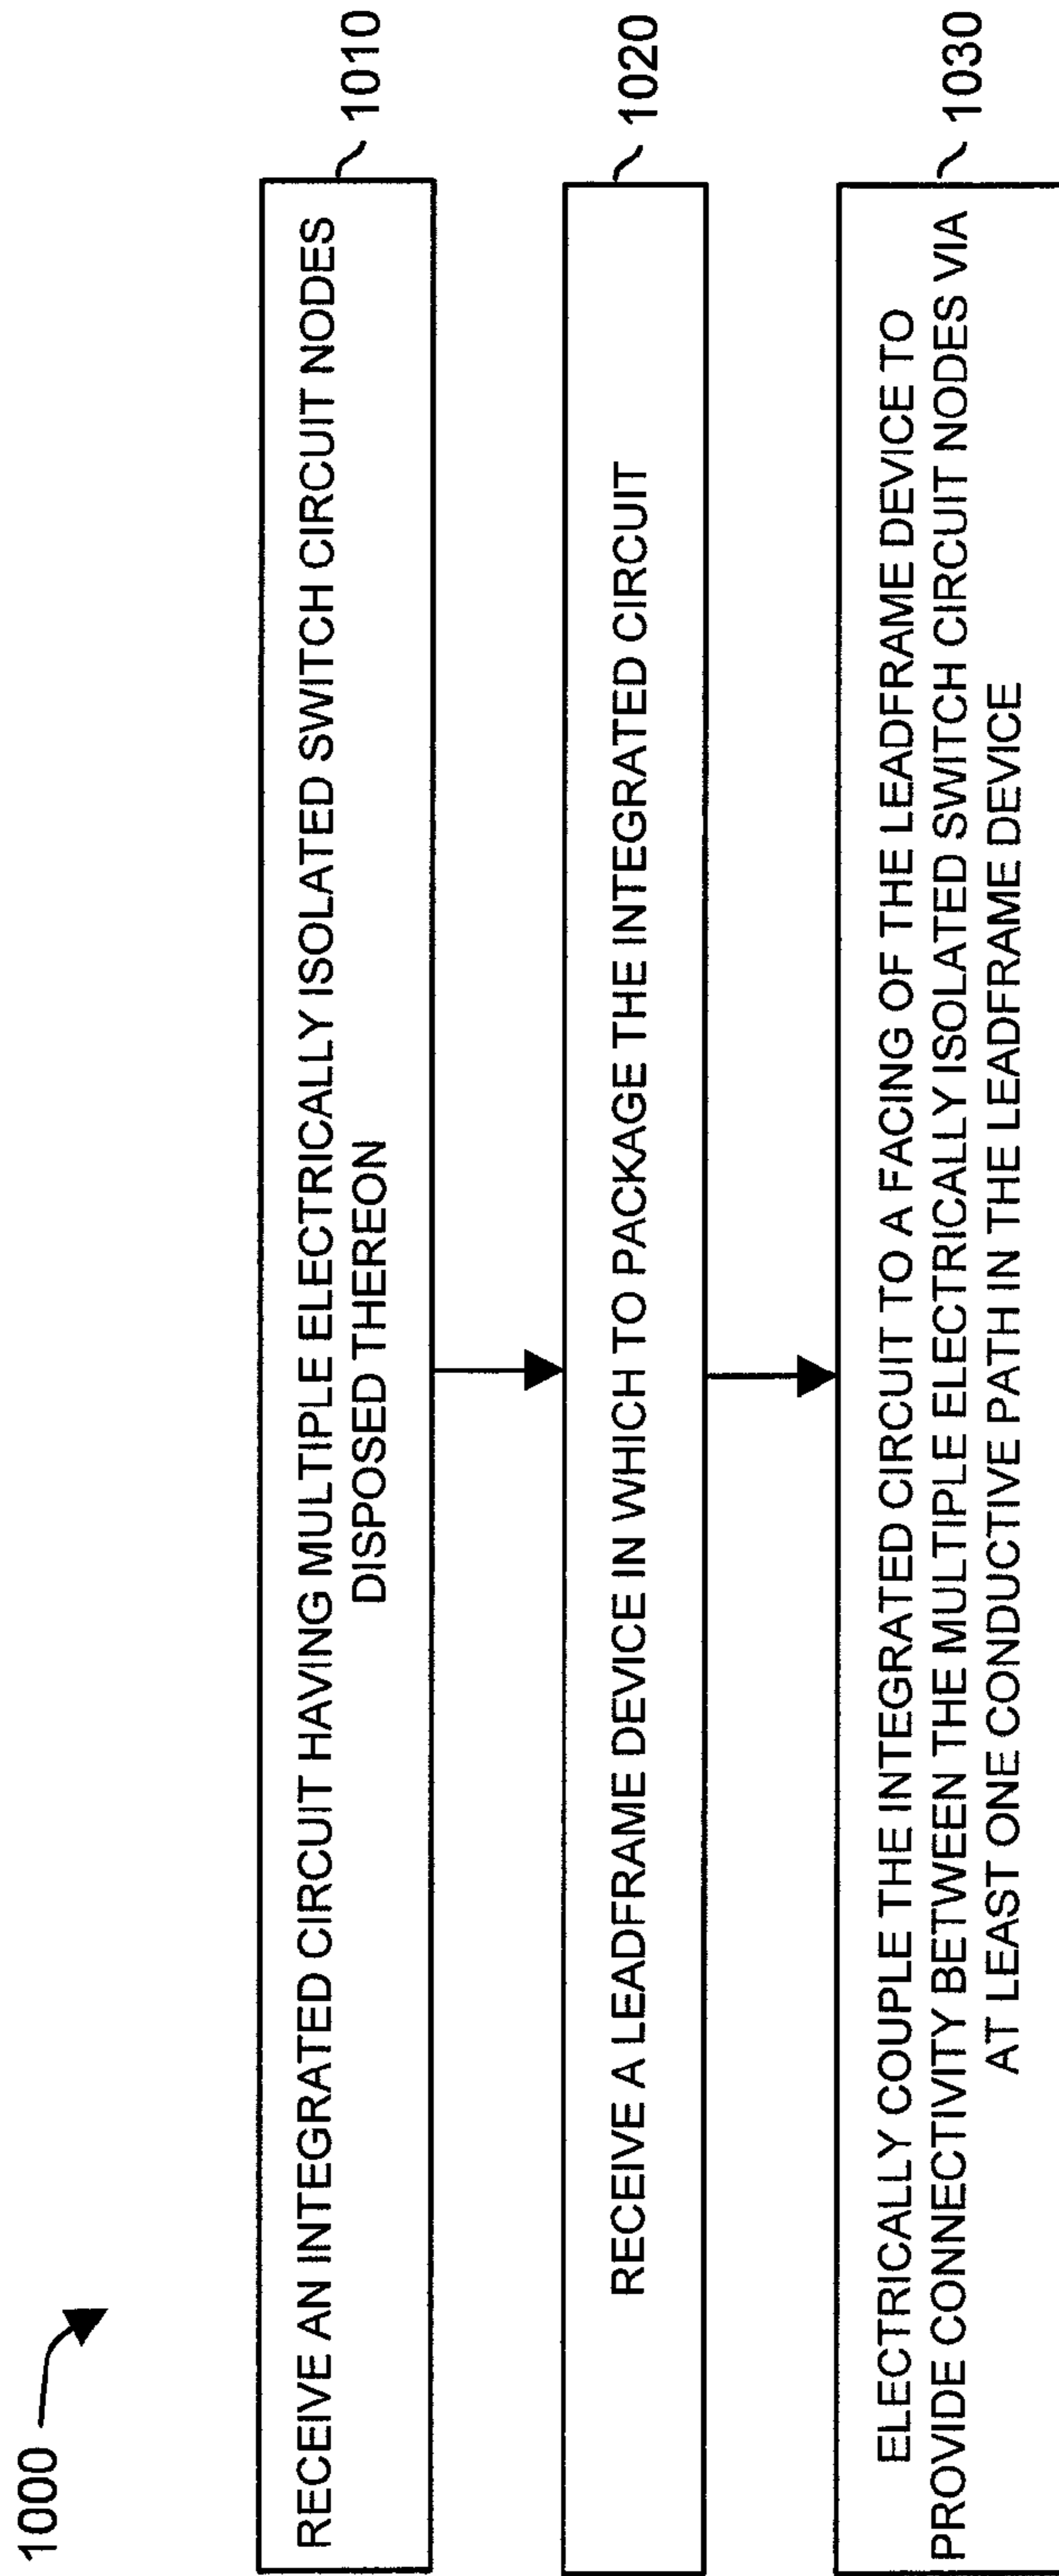 1000
RECEIVE AN INTEGRATED CIRCUIT HAVING MULTIPLE ELECTRICALLY ISOLATED SWITCH CIRCUIT NODES
DISPOSED THEREON
1010
RECEIVE A LEADFRAME DEVICE IN WHICH TO PACKAGE THE INTEGRATED CIRCUIT
1020
ELECTRICALLY COUPLE THE INTEGRATED CIRCUIT TO A FACING OF THE LEADFRAME DEVICE TO
PROVIDE CONNECTIVITY BETWEEN THE MULTIPLE ELECTRICALLY ISOLATED SWITCH CIRCUIT NODES VIA
AT LEAST ONE CONDUCTIVE PATH IN THE LEADFRAME DEVICE
1030